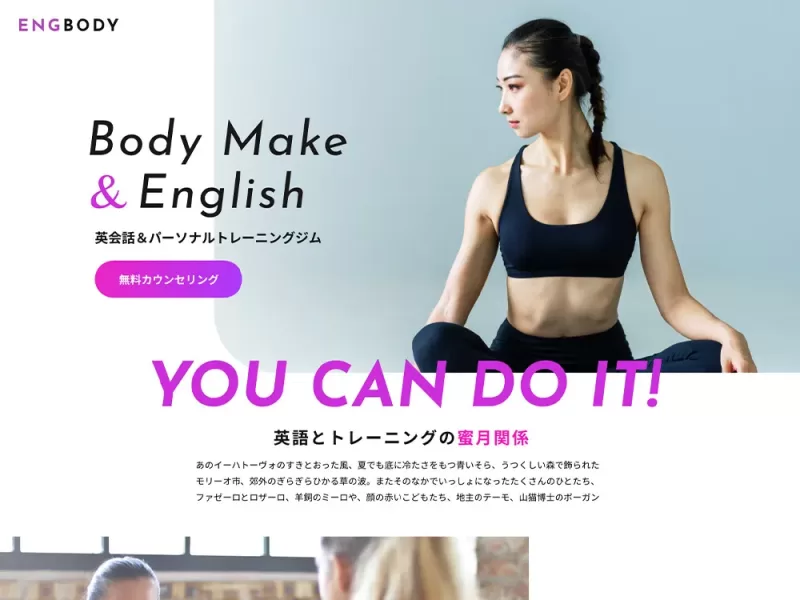 ENGBODY
Body Make
& English
英会話&パーソナルトレーニングジム
無料カウンセリング
YOU CAN DO IT!
英語とトレーニングの蜜月関係
あのイーハトーヴォのすきとおった風、夏でも底に冷たさをもつ青いそら、うつくしい森で飾られた
モリーオ市、郊外のぎらぎらひかる草の波。またそのなかでいっしょになったたくさんのひとたち、
ファゼーロとロザーロ、羊飼のミーロや、顔の赤いこどもたち、地主のテーモ、山猫博士のボーガン